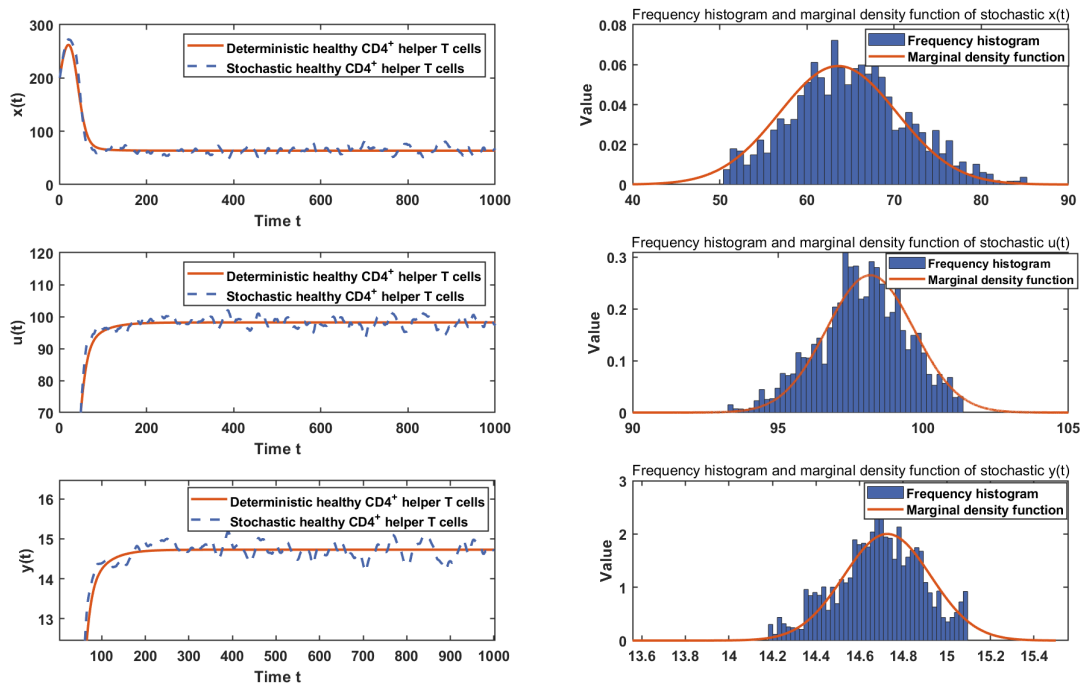 300
200
100
0
x(t)
0 200 400 600 800 1000
Time t
Deterministic healthy CD4⁺ helper T cells
Stochastic healthy CD4⁺ helper T cells
Frequency histogram and marginal density function of stochastic x(t)
0.08
0.06
0.04
0.02
0
Value
40 50 60 70 80 90
Frequency histogram
Marginal density function
120
110
100
90
80
70
u(t)
0 200 400 600 800 1000
Time t
Deterministic healthy CD4⁺ helper T cells
Stochastic healthy CD4⁺ helper T cells
Frequency histogram and marginal density function of stochastic u(t)
0.3
0.2
0.1
0
Value
90 95 100 105
Frequency histogram
Marginal density function
16
15
14
13
y(t)
100 200 300 400 500 600 700 800 900 1000
Time t
Deterministic healthy CD4⁺ helper T cells
Stochastic healthy CD4⁺ helper T cells
Frequency histogram and marginal density function of stochastic y(t)
3
2
1
0
Value
13.6 13.8 14 14.2 14.4 14.6 14.8 15 15.2 15.4
Frequency histogram
Marginal density function